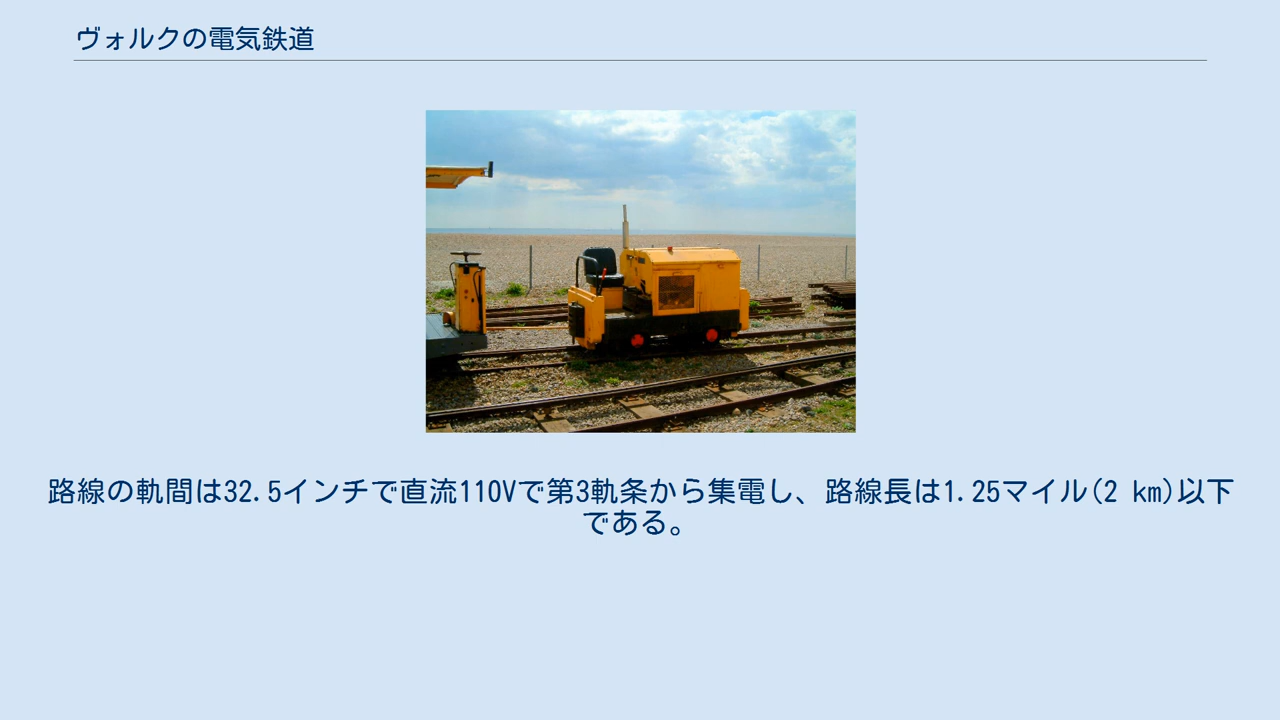 ヴォルクの電気鉄道
路線の軌間は32.5インチで直流110Vで第3軌条から集電し、路線長は1.25マイル(2 km)以下
である。